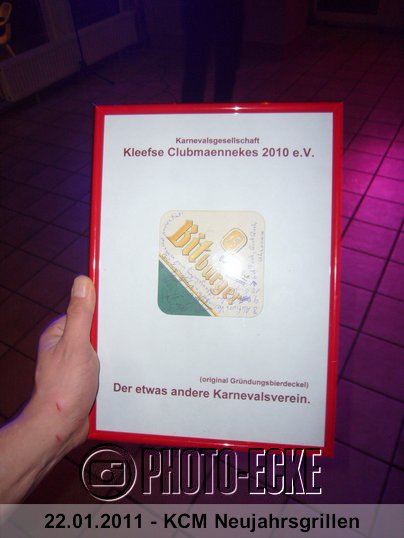 Karnevalsgesellschaft
Kleefse Clubmaennekes 2010 e.V.
Bitburger
(original Gründungsbierdeckel)
Der etwas andere Karnevalsverein.
PHOTO-ECKE
22.01.2011 - KCM Neujahrsgrillen